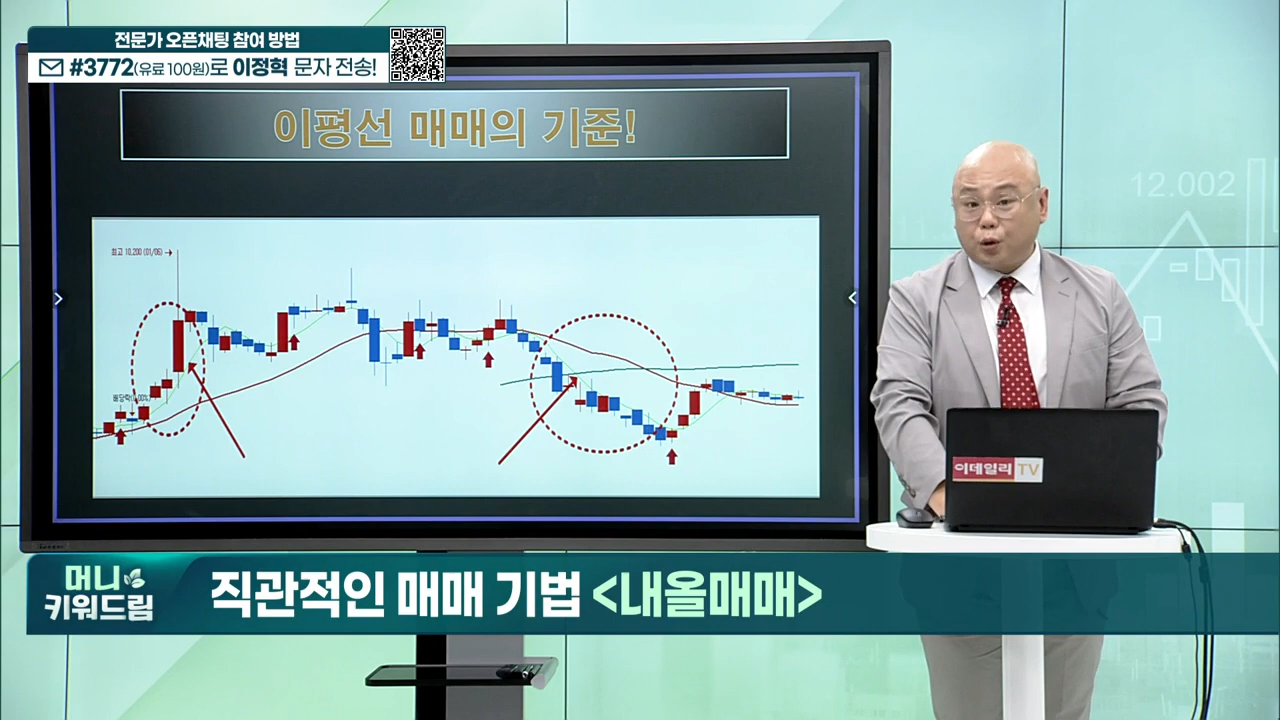 전문가 오픈채팅 참여 방법
#3772(유료 100원)로 이정혁 문자 전송!
이평선 매매의 기준!
최고 10,200 (01/06) →
12.002
이데일리 TV
머니
키워드림
직관적인 매매 기법 <내올매매>